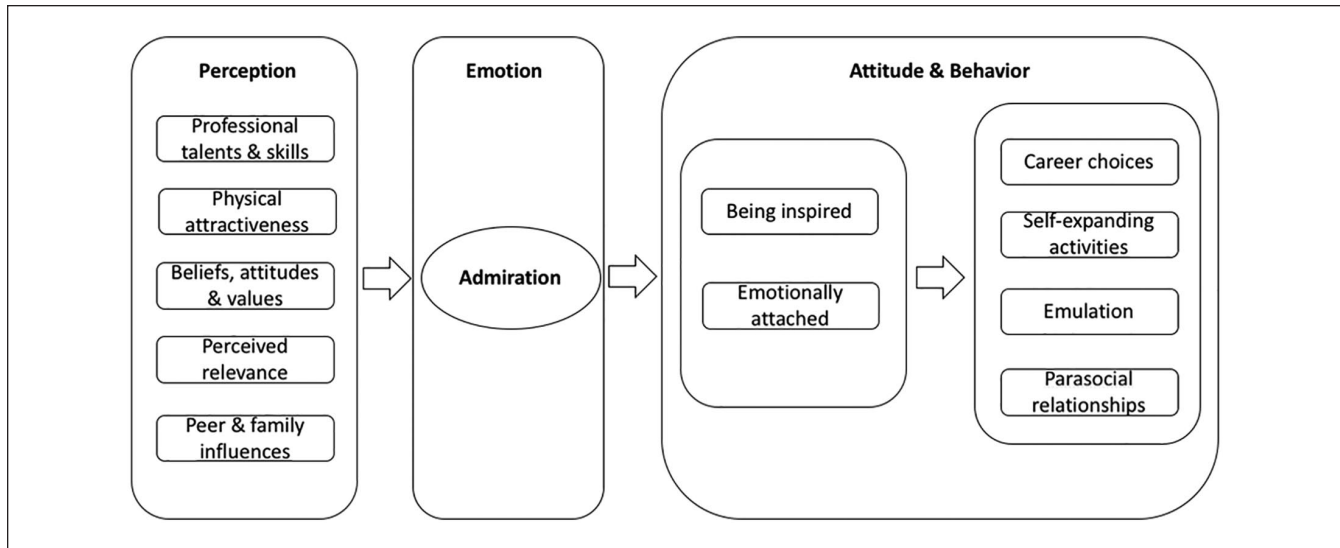 Perception
Professional
talents & skills
Physical
attractiveness
Beliefs, attitudes
& values
Perceived
relevance
Peer & family
influences
Emotion
Admiration
Attitude & Behavior
Being inspired
Emotionally
attached
Career choices
Self-expanding
activities
Emulation
Parasocial
relationships